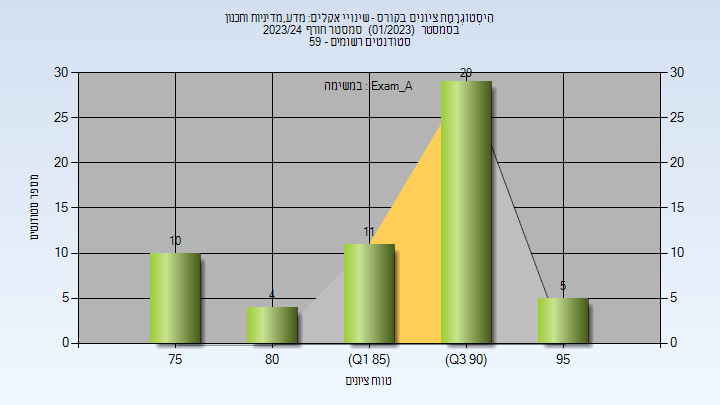 היסטוגרמת ציונים בקורס - שינויי אקלים: מדע,מדיניות ותכנון
בסמסטר (01/2023) סמסטר חורף 2023/24
סטודנטים רשומים - 59
במשימה : Exam_A
מספר סטודנטים
30 30
25 25
20 20
15 15
10 10
5 5
0 0
10 4 11 29 5
75 80 (Q1 85) (Q3 90) 95
טווח ציונים